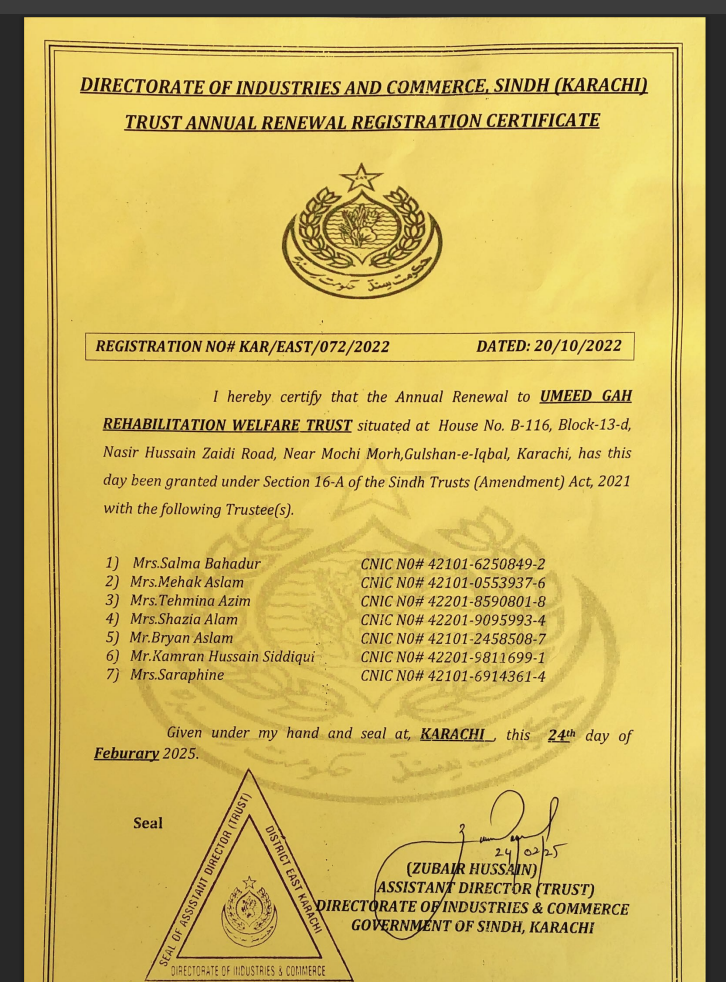 DIRECTORATE OF INDUSTRIES AND COMMERCE, SINDH (KARACHI)
TRUST ANNUAL RENEWAL REGISTRATION CERTIFICATE
حکومت سنڌ حکومت سندھ
REGISTRATION NO# KAR/EAST/072/2022 DATED: 20/10/2022
I hereby certify that the Annual Renewal to UMEED GAH
REHABILITATION WELFARE TRUST situated at House No. B-116, Block-13-d,
Nasir Hussain Zaidi Road, Near Mochi Morh,Gulshan-e-Iqbal, Karachi, has this
day been granted under Section 16-A of the Sindh Trusts (Amendment) Act, 2021
with the following Trustee(s).
1) Mrs.Salma Bahadur CNIC N0# 42101-6250849-2
2) Mrs.Mehak Aslam CNIC N0# 42101-0553937-6
3) Mrs.Tehmina Azim CNIC N0# 42201-8590801-8
4) Mrs.Shazia Alam CNIC N0# 42201-9095993-4
5) Mr.Bryan Aslam CNIC N0# 42101-2458508-7
6) Mr.Kamran Hussain Siddiqui CNIC N0# 42201-9811699-1
7) Mrs.Saraphine CNIC N0# 42101-6914361-4
Given under my hand and seal at, KARACHI , this 24th day of
Feburary 2025.
Seal
SEAL OF ASSISTANT DIRECTOR (TRUST)
DISTRICT EAST KARACHI
DIRECTORATE OF INDUSTRIES & COMMERCE
24/02/25
(ZUBAIR HUSSAIN)
ASSISTANT DIRECTOR (TRUST)
DIRECTORATE OF INDUSTRIES & COMMERCE
GOVERNMENT OF SINDH, KARACHI